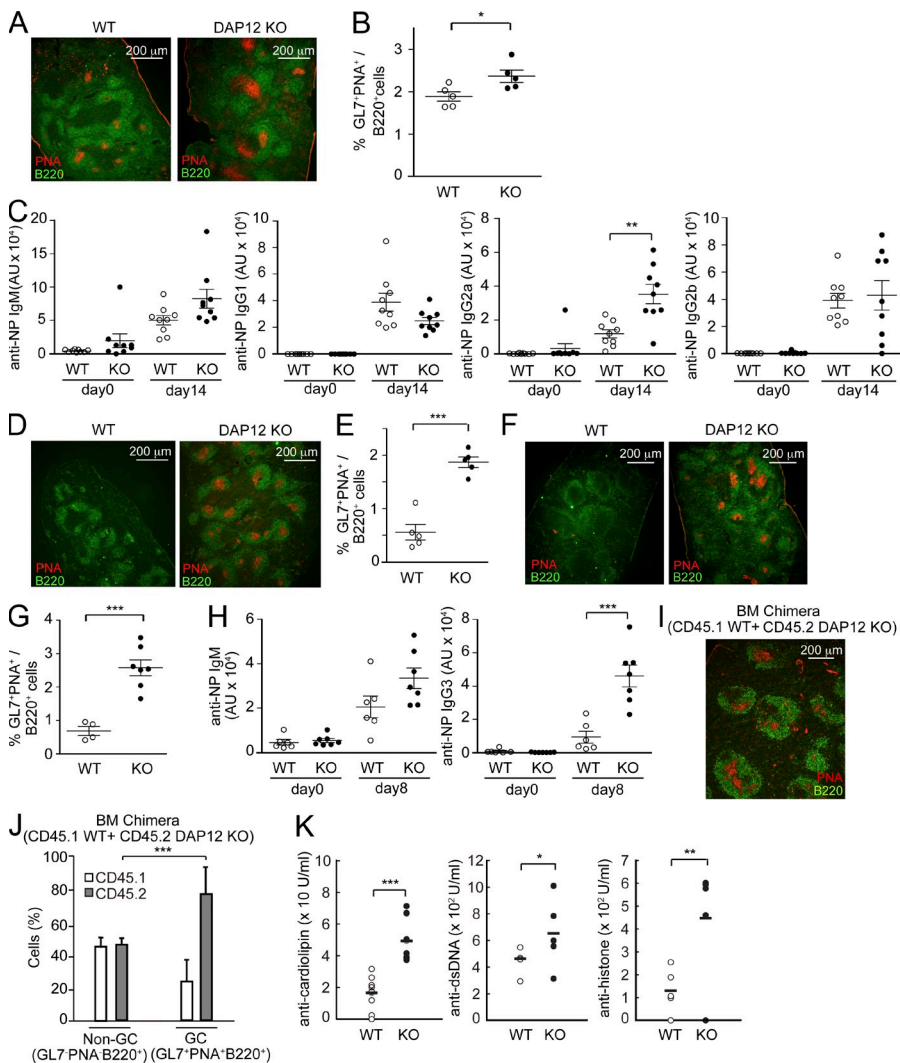 A
WT
DAP12 KO
200 µm
200 µm
PNA
B220
PNA
B220
B
*
% GL7⁺PNA⁺ /
B220⁺cells
3
2
1
0
WT
KO
C
anti-NP IgM(AU x 10⁴)
20
15
10
5
0
WT KO WT KO
day0 day14
anti-NP IgG1 (AU x 10⁴)
10
8
6
4
2
0
WT KO WT KO
day0 day14
anti-NP IgG2a (AU x 10⁴)
**
8
6
4
2
0
WT KO WT KO
day0 day14
anti-NP IgG2b (AU x 10⁴)
10
8
6
4
2
0
WT KO WT KO
day0 day14
D
WT
DAP12 KO
200 µm
200 µm
PNA
B220
PNA
B220
E
***
% GL7⁺PNA⁺ /
B220⁺ cells
2
1
0
WT
KO
F
WT
DAP12 KO
200 µm
200 µm
PNA
B220
PNA
B220
G
***
%GL7⁺PNA⁺ /
B220⁺ cells
4
3
2
1
0
WT
KO
H
anti-NP IgM
(AU x 10⁴)
8
6
4
2
0
WT KO WT KO
day0 day8
anti-NP IgG3 (AU x 10⁴)
***
8
6
4
2
0
WT KO WT KO
day0 day8
I
BM Chimera
(CD45.1 WT+ CD45.2 DAP12 KO)
200 µm
PNA
B220
J
BM Chimera
(CD45.1 WT+ CD45.2 DAP12 KO)
***
CD45.1
CD45.2
Cells (%)
100
80
60
40
20
0
Non-GC
(GL7⁻PNA⁻B220⁺)
GC
(GL7⁺PNA⁺B220⁺)
K
anti-cardiolipin (x 10 U/ml)
***
10
8
6
4
2
0
WT KO
anti-dsDNA (x 10² U/ml)
*
12
10
8
6
4
2
0
WT KO
anti-histone (x 10² U/ml)
**
7
6
5
4
3
2
1
0
WT KO